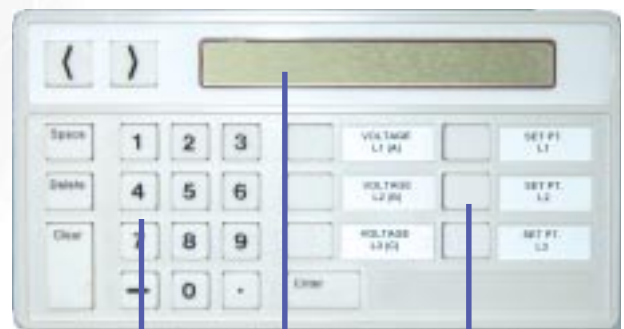 < >
Space 1 2 3 VOLTAGE SET PT.
L1 (A) L1
Delete 4 5 6 VOLTAGE SET PT.
L2 (B) L2
Clear 7 8 9 VOLTAGE SET PT.
L3 (C) L3
— 0 . Enter